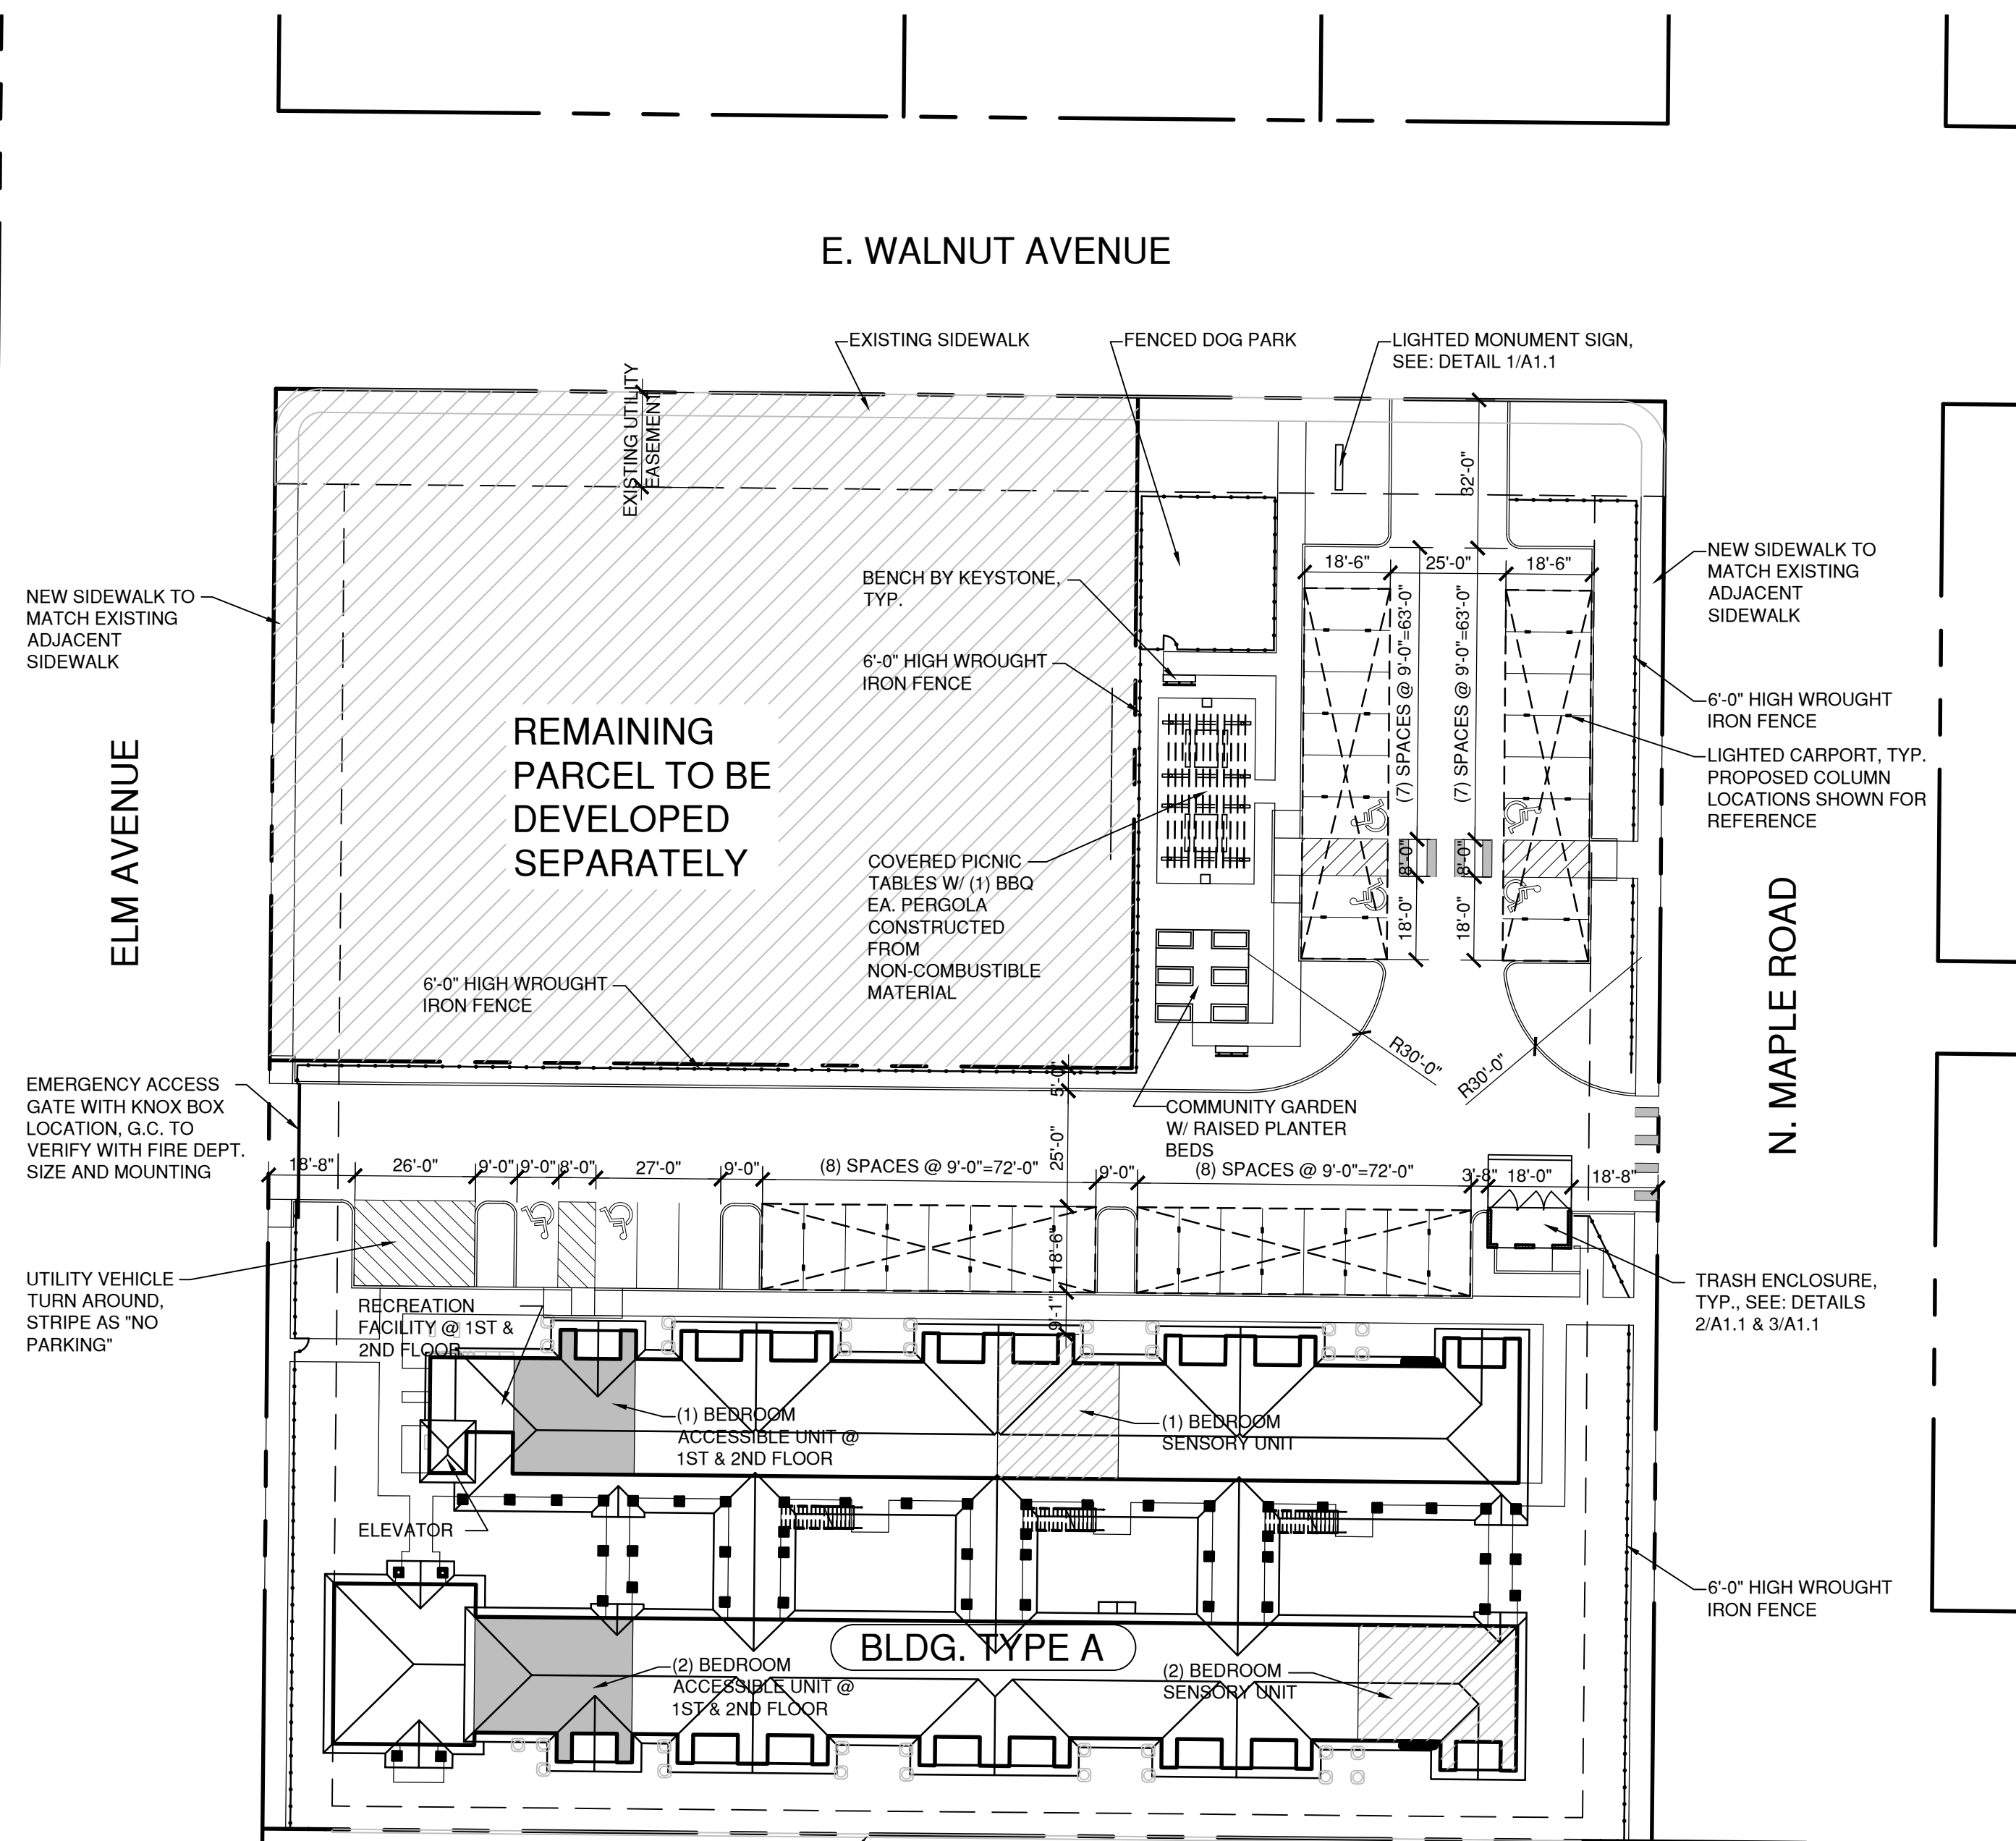 E. WALNUT AVENUE
EXISTING SIDEWALK
FENCED DOG PARK
LIGHTED MONUMENT SIGN,
SEE: DETAIL 1/A1.1
EXISTING UTILITY
EASEMENT
32'-0"
NEW SIDEWALK TO
MATCH EXISTING
ADJACENT
SIDEWALK
BENCH BY KEYSTONE,
TYP.
18'-6"
25'-0"
18'-6"
NEW SIDEWALK TO
MATCH EXISTING
ADJACENT
SIDEWALK
6'-0" HIGH WROUGHT
IRON FENCE
(7) SPACES @ 9'-0"=63'-0"
(7) SPACES @ 9'-0"=63'-0"
6'-0" HIGH WROUGHT
IRON FENCE
REMAINING
PARCEL TO BE
DEVELOPED
SEPARATELY
LIGHTED CARPORT, TYP.
PROPOSED COLUMN
LOCATIONS SHOWN FOR
REFERENCE
ELM AVENUE
COVERED PICNIC
TABLES W/ (1) BBQ
EA. PERGOLA
CONSTRUCTED
FROM
NON-COMBUSTIBLE
MATERIAL
8'-0"
8'-0"
18'-0"
18'-0"
N. MAPLE ROAD
6'-0" HIGH WROUGHT
IRON FENCE
R30'-0"
R30'-0"
EMERGENCY ACCESS
GATE WITH KNOX BOX
LOCATION, G.C. TO
VERIFY WITH FIRE DEPT.
SIZE AND MOUNTING
5'-0"
COMMUNITY GARDEN
W/ RAISED PLANTER
BEDS
25'-0"
18'-8"
26'-0"
9'-0"
9'-0"
8'-0"
27'-0"
9'-0"
(8) SPACES @ 9'-0"=72'-0"
9'-0"
(8) SPACES @ 9'-0"=72'-0"
3'-8"
18'-0"
18'-8"
18'-6"
9'-1"
UTILITY VEHICLE
TURN AROUND,
STRIPE AS "NO
PARKING"
RECREATION
FACILITY @ 1ST &
2ND FLOOR
TRASH ENCLOSURE,
TYP., SEE: DETAILS
2/A1.1 & 3/A1.1
(1) BEDROOM
ACCESSIBLE UNIT @
1ST & 2ND FLOOR
(1) BEDROOM
SENSORY UNIT
ELEVATOR
6'-0" HIGH WROUGHT
IRON FENCE
BLDG. TYPE A
(2) BEDROOM
ACCESSIBLE UNIT @
1ST & 2ND FLOOR
(2) BEDROOM
SENSORY UNIT